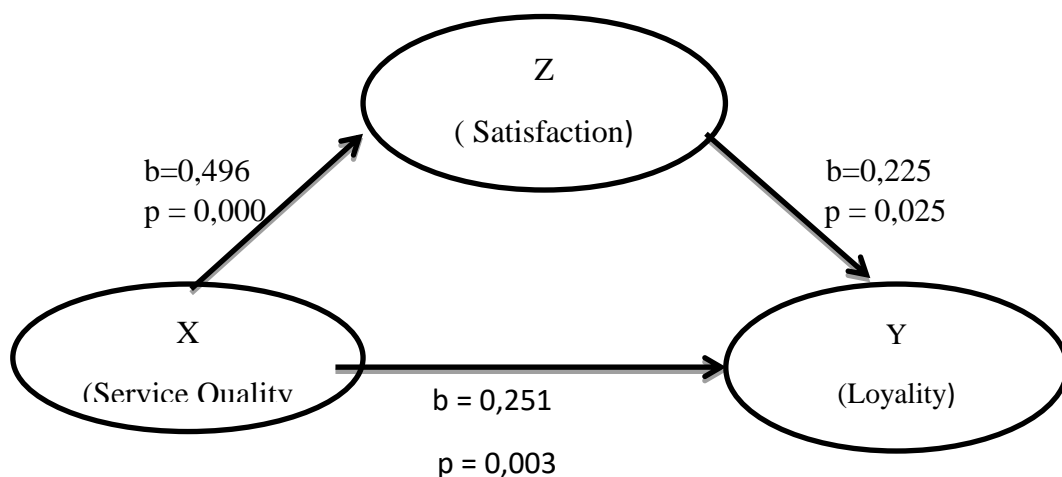 Z
( Satisfaction)
b=0,496
p = 0,000
b=0,225
p = 0,025
X
(Service Quality
Y
(Loyality)
b = 0,251
p = 0,003